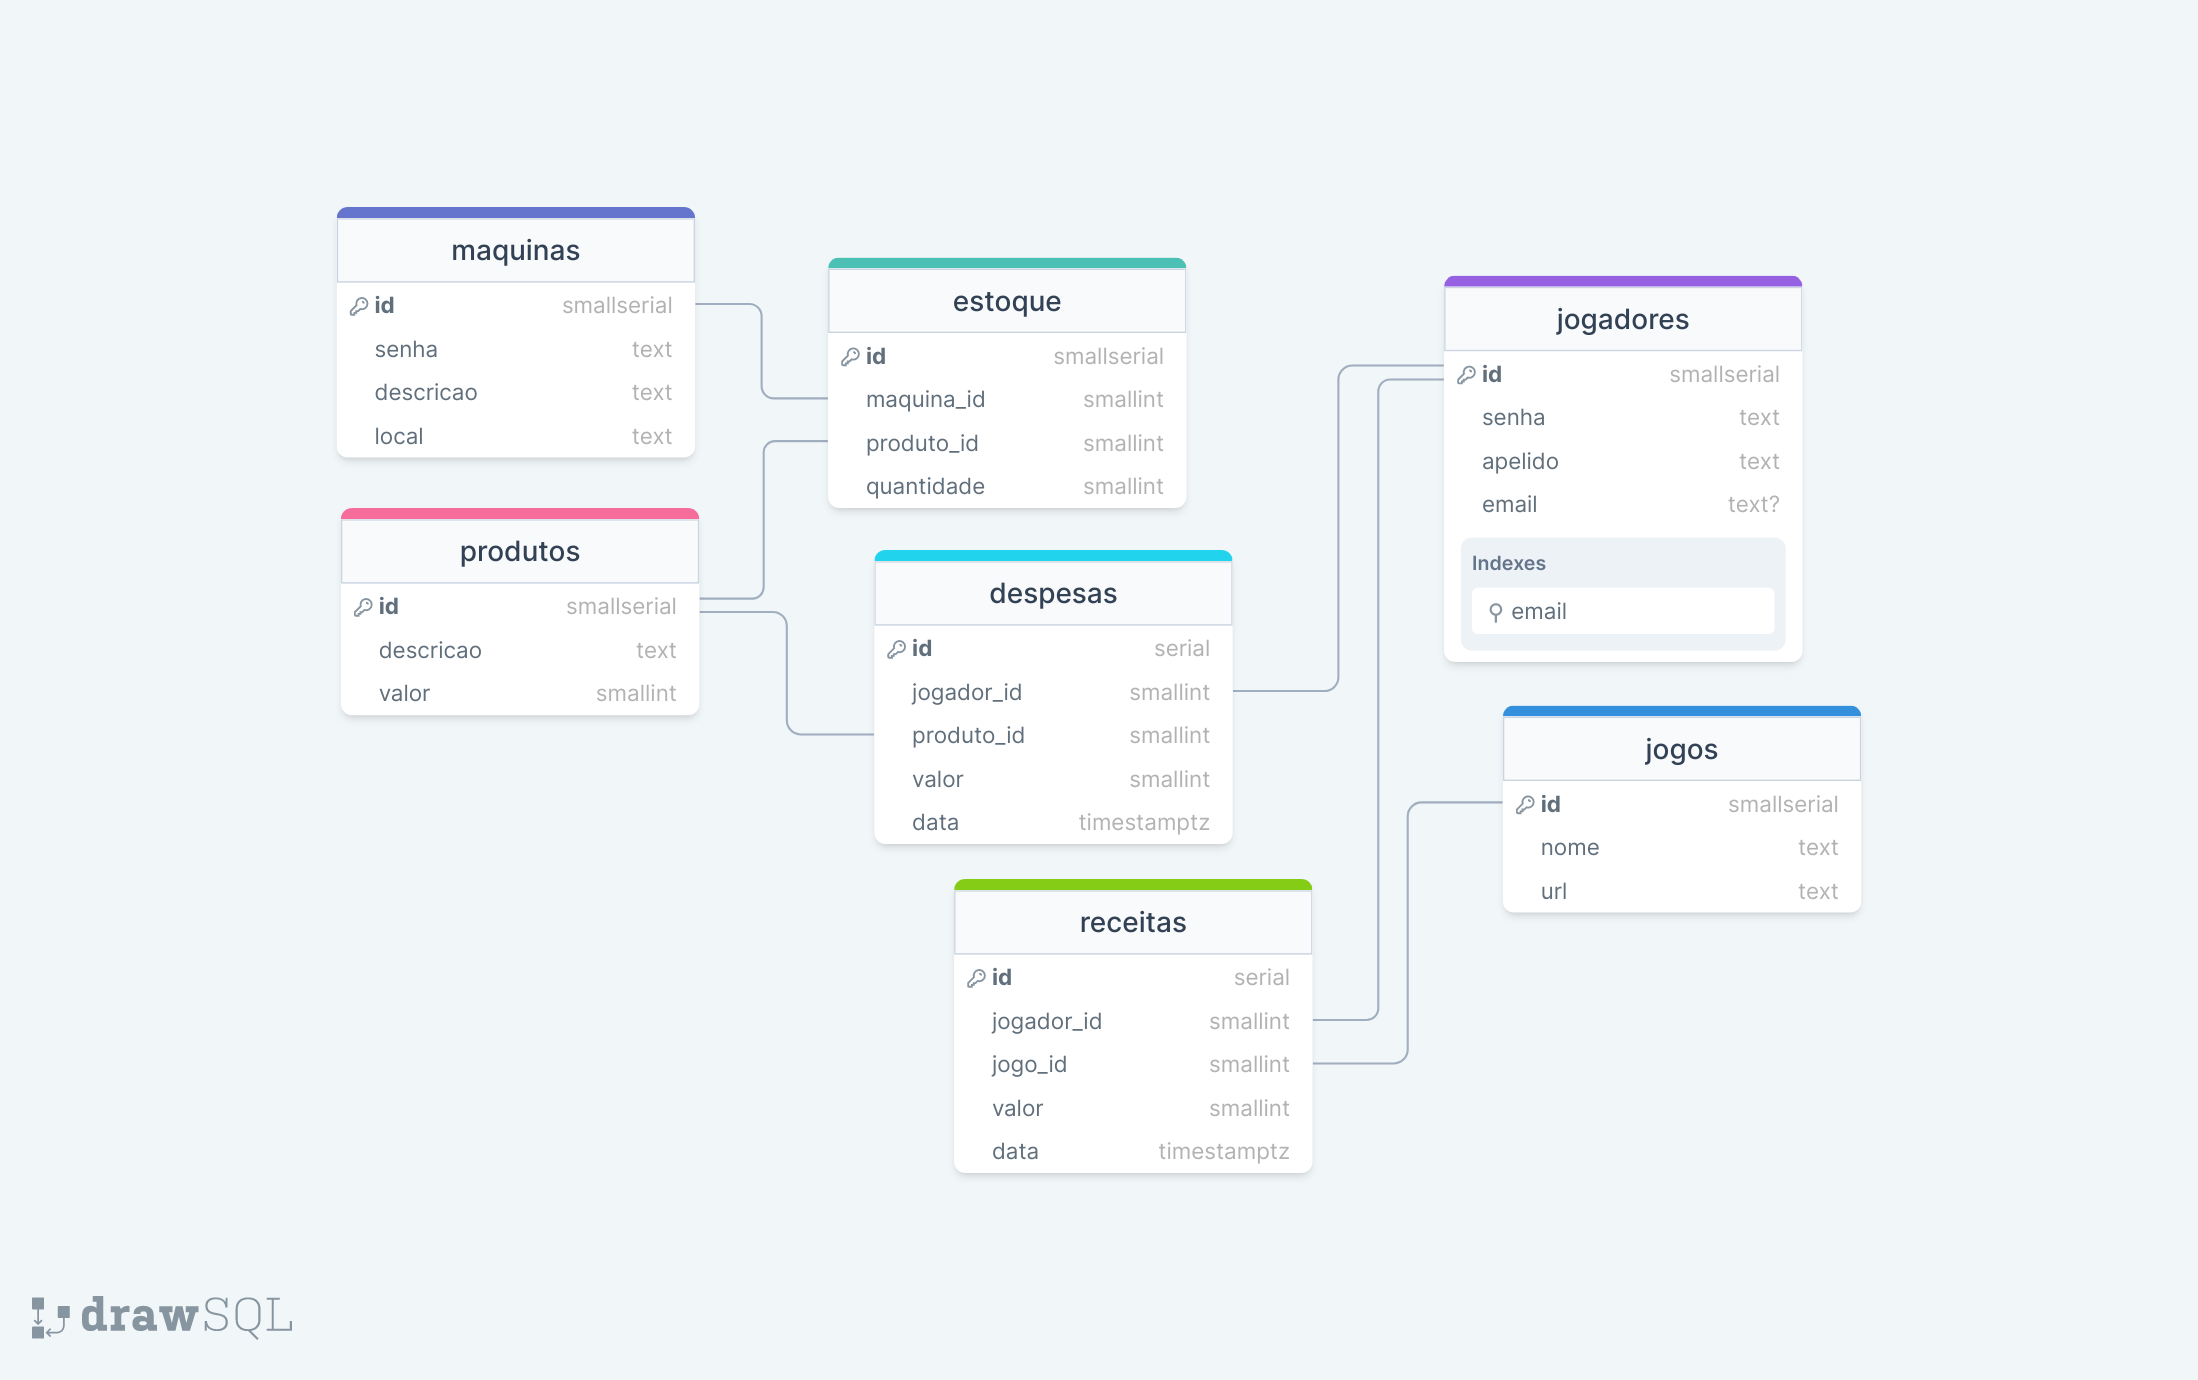 maquinas
id smallserial
senha text
descricao text
local text
estoque
id smallserial
maquina_id smallint
produto_id smallint
quantidade smallint
jogadores
id smallserial
senha text
apelido text
email text?
Indexes
email
produtos
id smallserial
descricao text
valor smallint
despesas
id serial
jogador_id smallint
produto_id smallint
valor smallint
data timestamptz
jogos
id smallserial
nome text
url text
receitas
id serial
jogador_id smallint
jogo_id smallint
valor smallint
data timestamptz
drawSQL